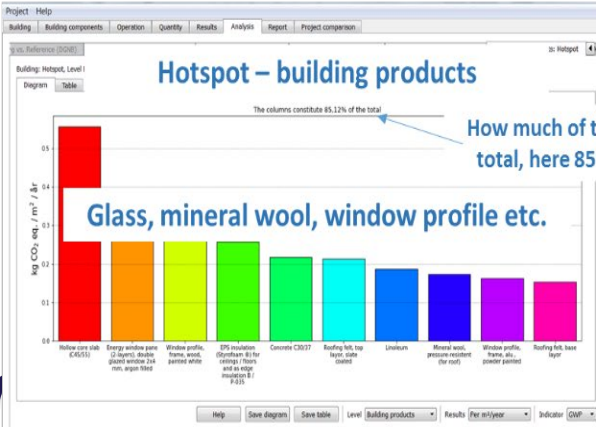 Project Help
Building Building components Operation Quantity Results Analysis Report Project comparison
vs. Reference (DGNB) is: Hotspot
Building: Hotspot, Level
Hotspot – building products
Diagram Table
The columns constitute 85.12% of the total
How much of t
total, here 85
kg CO2 eq. / m² / år
0.5
0.4
0.3
Glass, mineral wool, window profile etc.
0.2
0.1
0.0
Hollow core slab (C45/55)
Energy window pane (2-layers), double glazed window 2x4 mm, argon filled
Window profile, frame, wood, painted white
EPS insulation (Styrofoam ®) for ceilings / floors and as edge insulation B / P-035
Concrete C30/37
Roofing felt, top layer, slate coated
Linoleum
Mineral wool, pressure resistent (for roof)
Window profile, frame, alu., powder painted
Roofing felt, base layer
Help Save diagram Save table Level Building products Results Per m²/year Indicator GWP